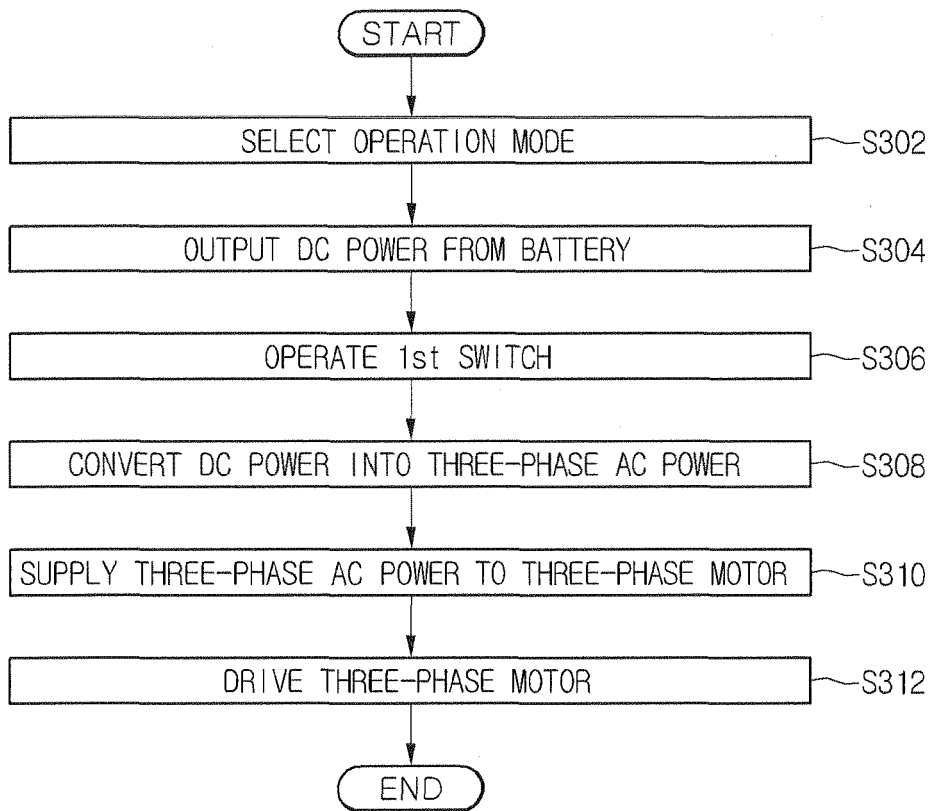 START
SELECT OPERATION MODE S302
OUTPUT DC POWER FROM BATTERY S304
OPERATE 1st SWITCH S306
CONVERT DC POWER INTO THREE-PHASE AC POWER S308
SUPPLY THREE-PHASE AC POWER TO THREE-PHASE MOTOR S310
DRIVE THREE-PHASE MOTOR S312
END